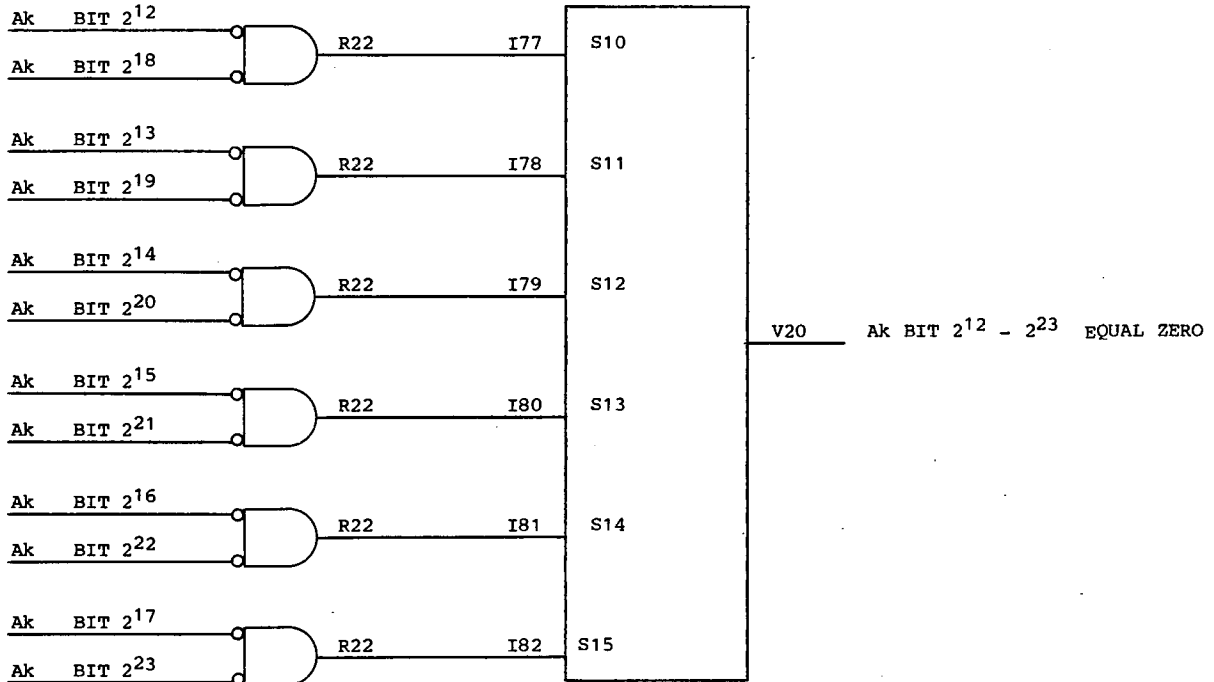 Ak BIT 2^12
R22 I77 S10
Ak BIT 2^18
Ak BIT 2^13
R22 I78 S11
Ak BIT 2^19
Ak BIT 2^14
R22 I79 S12
Ak BIT 2^20
V20 Ak BIT 2^12 - 2^23 EQUAL ZERO
Ak BIT 2^15
R22 I80 S13
Ak BIT 2^21
Ak BIT 2^16
R22 I81 S14
Ak BIT 2^22
Ak BIT 2^17
R22 I82 S15
Ak BIT 2^23